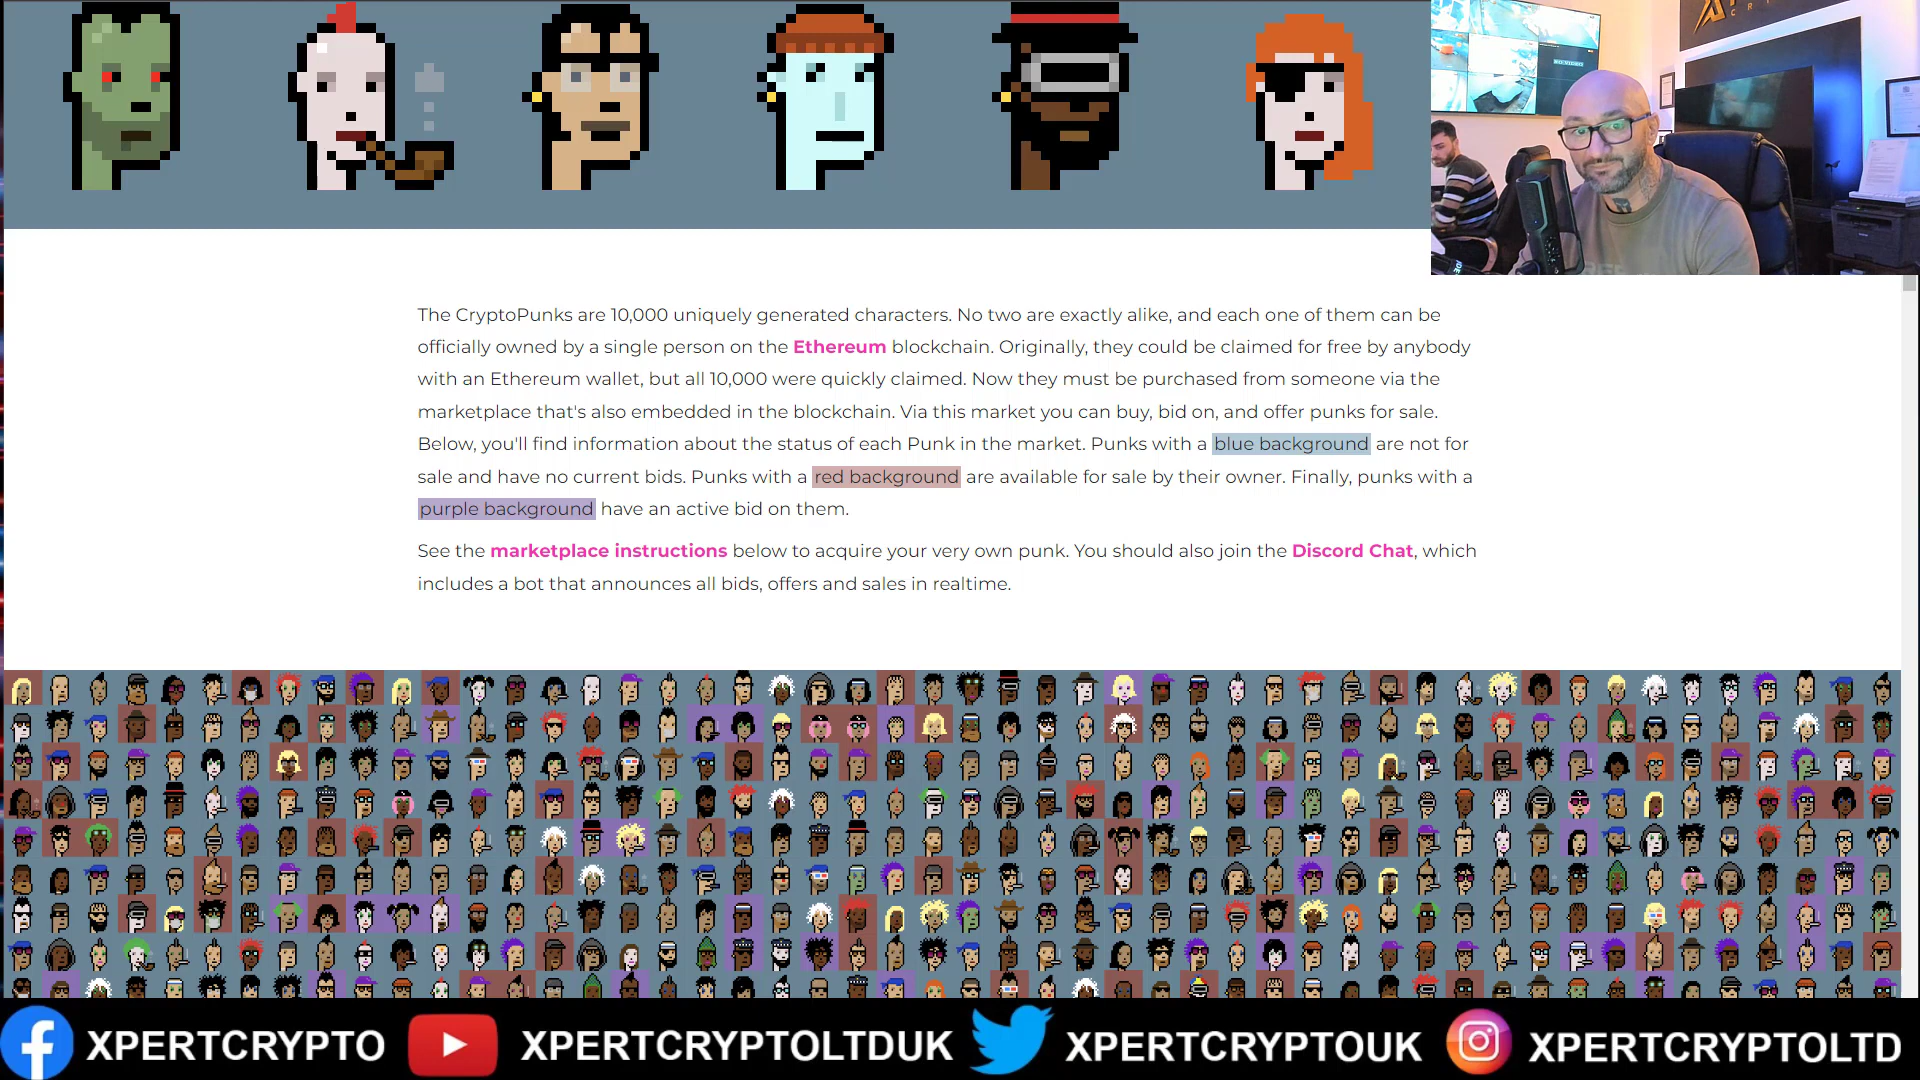 The CryptoPunks are 10,000 uniquely generated characters. No two are exactly alike, and each one of them can be
officially owned by a single person on the Ethereum blockchain. Originally, they could be claimed for free by anybody
with an Ethereum wallet, but all 10,000 were quickly claimed. Now they must be purchased from someone via the
marketplace that's also embedded in the blockchain. Via this market you can buy, bid on, and offer punks for sale.
Below, you'll find information about the status of each Punk in the market. Punks with a blue background are not for
sale and have no current bids. Punks with a red background are available for sale by their owner. Finally, punks with a
purple background have an active bid on them.
See the marketplace instructions below to acquire your very own punk. You should also join the Discord Chat, which
includes a bot that announces all bids, offers and sales in realtime.
XPERTCRYPTO
XPERTCRYPTOLTDUK
XPERTCRYPTOUK
XPERTCRYPTOLTD